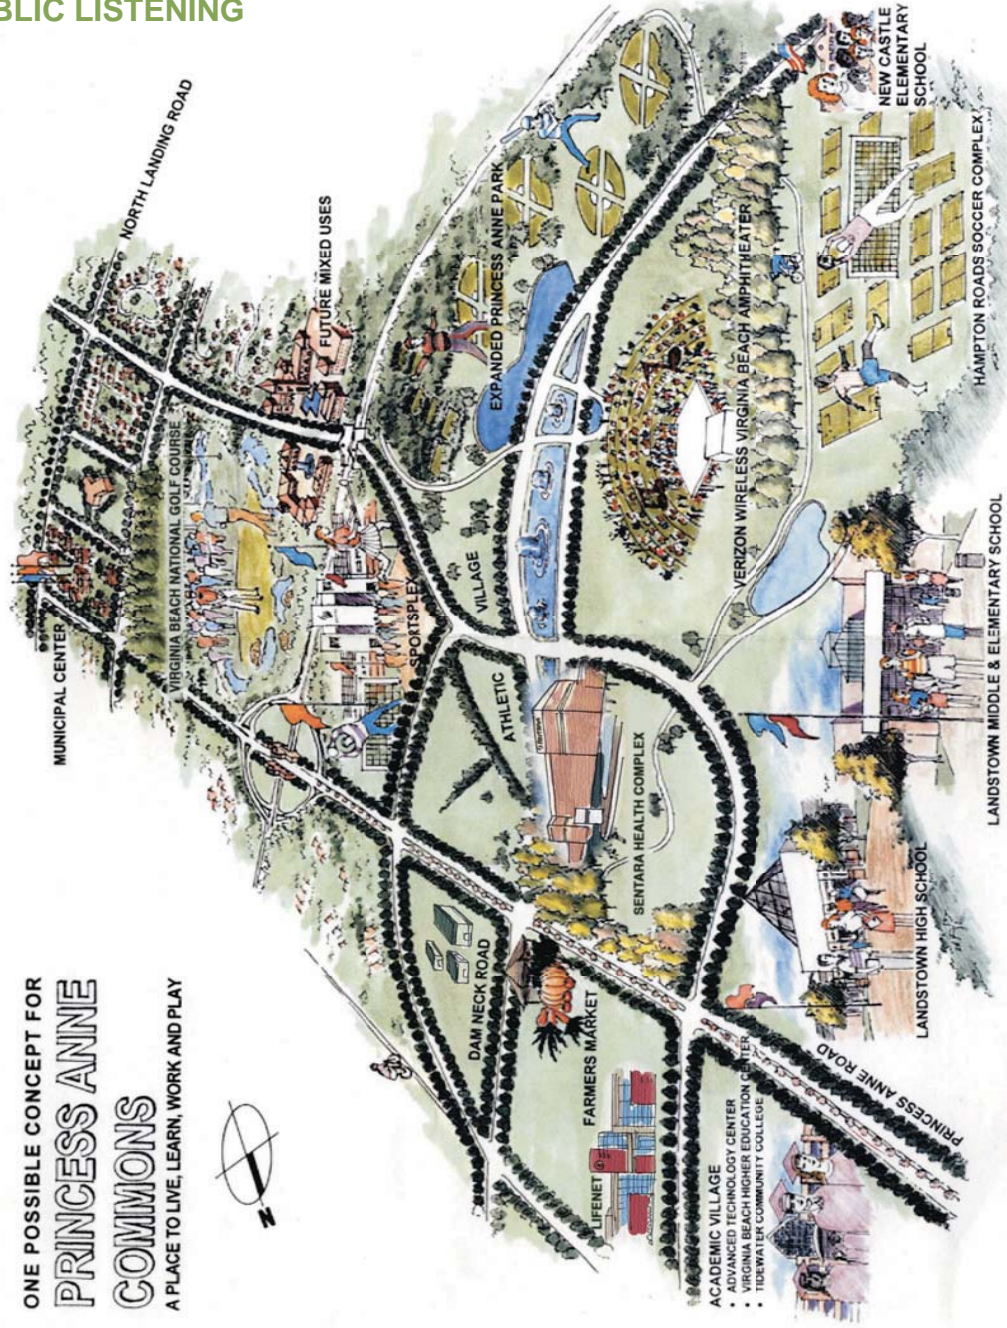 BLIC LISTENING
ONE POSSIBLE CONCEPT FOR
PRINCESS ANNE
COMMONS
A PLACE TO LIVE, LEARN, WORK AND PLAY
N
MUNICIPAL CENTER
NORTH LANDING ROAD
VIRGINIA BEACH NATIONAL GOLF COURSE
FUTURE MIXED USES
SPORTSPLEX
EXPANDED PRINCESS ANNE PARK
NEW CASTLE
ELEMENTARY
SCHOOL
ATHLETIC
VILLAGE
DAM NECK ROAD
FARMERS MARKET
LIFENET
SENTARA HEALTH COMPLEX
VERIZON WIRELESS VIRGINIA BEACH AMPHITHEATER
HAMPTON ROADS SOCCER COMPLEX
ACADEMIC VILLAGE
• ADVANCED TECHNOLOGY CENTER
• VIRGINIA BEACH HIGHER EDUCATION CENTER
• TIDEWATER COMMUNITY COLLEGE
PRINCESS ANNE ROAD
LANDSTOWN HIGH SCHOOL
LANDSTOWN MIDDLE & ELEMENTARY SCHOOL